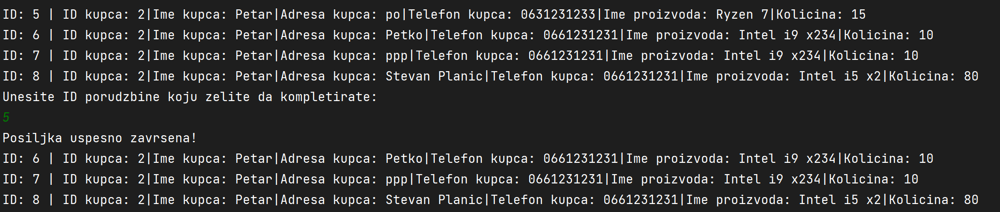 ID: 5 | ID kupca: 2|Ime kupca: Petar|Adresa kupca: po|Telefon kupca: 0631231233|Ime proizvoda: Ryzen 7|Kolicina: 15
ID: 6 | ID kupca: 2|Ime kupca: Petar|Adresa kupca: Petko|Telefon kupca: 0661231231|Ime proizvoda: Intel i9 x234|Kolicina: 10
ID: 7 | ID kupca: 2|Ime kupca: Petar|Adresa kupca: ppp|Telefon kupca: 0661231231|Ime proizvoda: Intel i9 x234|Kolicina: 10
ID: 8 | ID kupca: 2|Ime kupca: Petar|Adresa kupca: Stevan Planic|Telefon kupca: 0661231231|Ime proizvoda: Intel i5 x2|Kolicina: 80
Unesite ID porudzbine koju zelite da kompletirate:
5
Posiljka uspesno zavrsena!
ID: 6 | ID kupca: 2|Ime kupca: Petar|Adresa kupca: Petko|Telefon kupca: 0661231231|Ime proizvoda: Intel i9 x234|Kolicina: 10
ID: 7 | ID kupca: 2|Ime kupca: Petar|Adresa kupca: ppp|Telefon kupca: 0661231231|Ime proizvoda: Intel i9 x234|Kolicina: 10
ID: 8 | ID kupca: 2|Ime kupca: Petar|Adresa kupca: Stevan Planic|Telefon kupca: 0661231231|Ime proizvoda: Intel i5 x2|Kolicina: 80